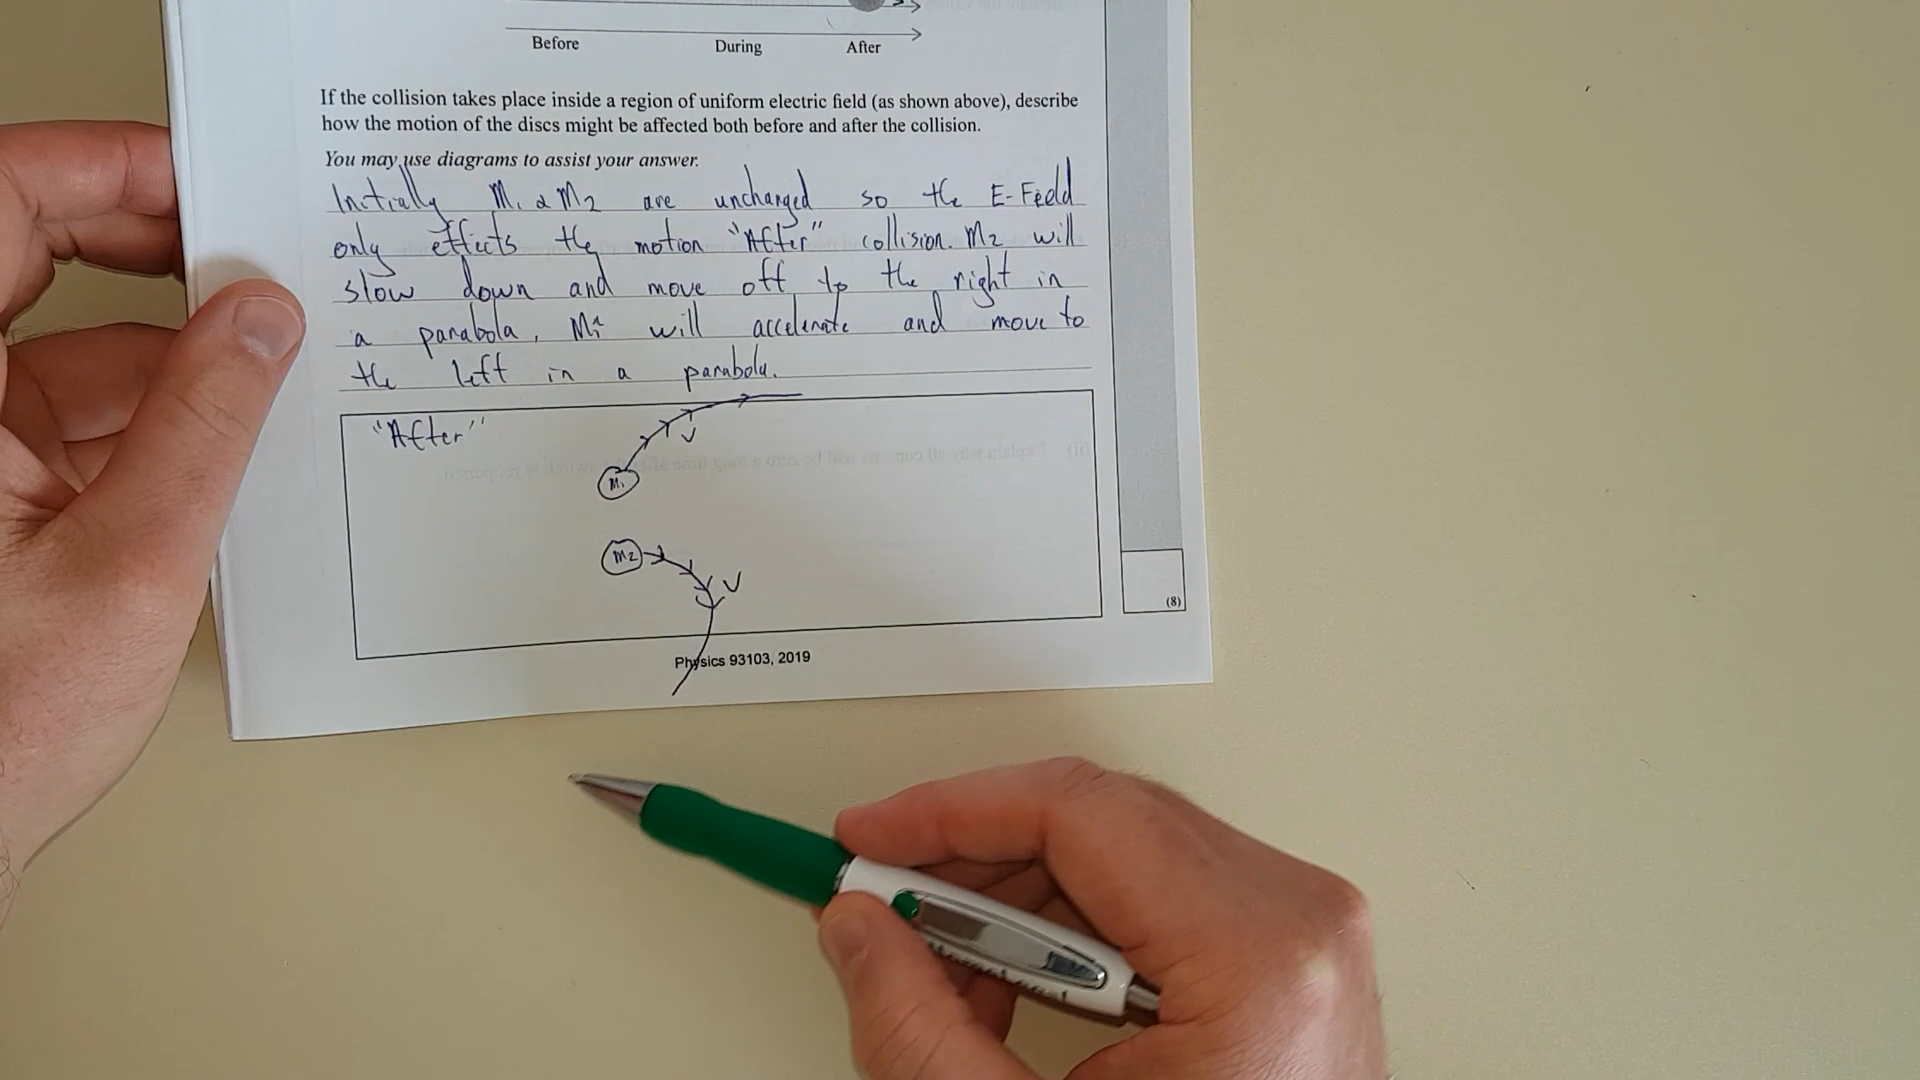 Before During After
If the collision takes place inside a region of uniform electric field (as shown above), describe
how the motion of the discs might be affected both before and after the collision.
You may use diagrams to assist your answer.
Initially M1 & M2 are uncharged so the E-Field
only effects the motion "After" collision. M2 will
slow down and move off to the right in
a parabola, M1 will accelerate and move to
the left in a parabola.
"After"
V
M1
M2
V
(8)
Physics 93103, 2019